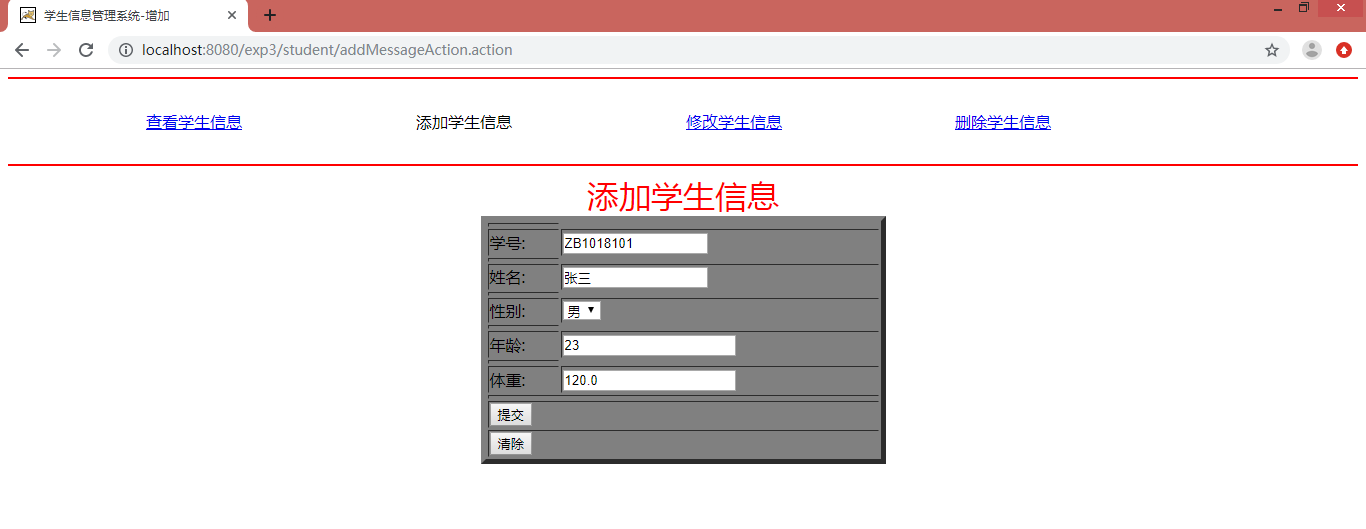 学生信息管理系统-增加
localhost:8080/exp3/student/addMessageAction.action
查看学生信息 添加学生信息 修改学生信息 删除学生信息
添加学生信息
学号: ZB1018101
姓名: 张三
性别: 男
年龄: 23
体重: 120.0
提交
清除